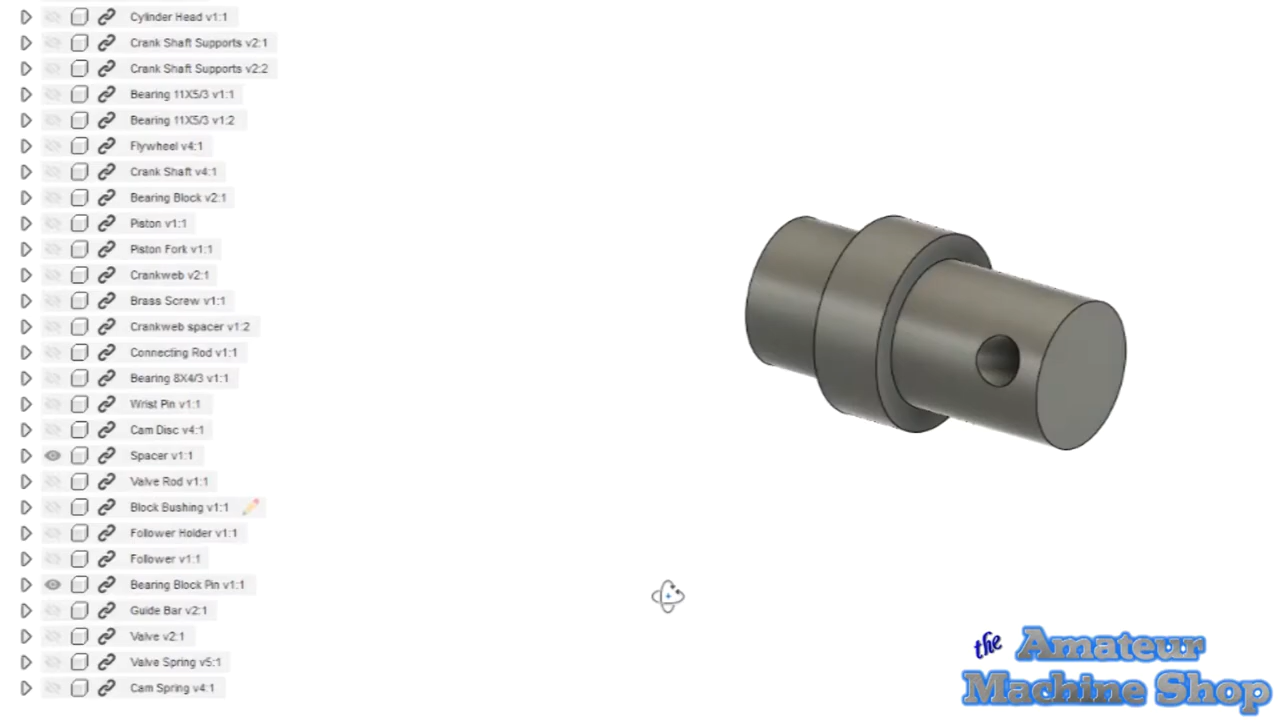 Cylinder Head v1:1
Crank Shaft Supports v2:1
Crank Shaft Supports v2:2
Bearing 11X5/3 v1:1
Bearing 11X5/3 v1:2
Flywheel v4:1
Crank Shaft v4:1
Bearing Block v2:1
Piston v1:1
Piston Fork v1:1
Crankweb v2:1
Brass Screw v1:1
Crankweb spacer v1:2
Connecting Rod v1:1
Bearing 8X4/3 v1:1
Wrist Pin v1:1
Cam Disc v4:1
Spacer v1:1
Valve Rod v1:1
Block Bushing v1:1
Follower Holder v1:1
Follower v1:1
Bearing Block Pin v1:1
Guide Bar v2:1
Valve v2:1
Valve Spring v5:1
Cam Spring v4:1
the Amateur
Machine Shop